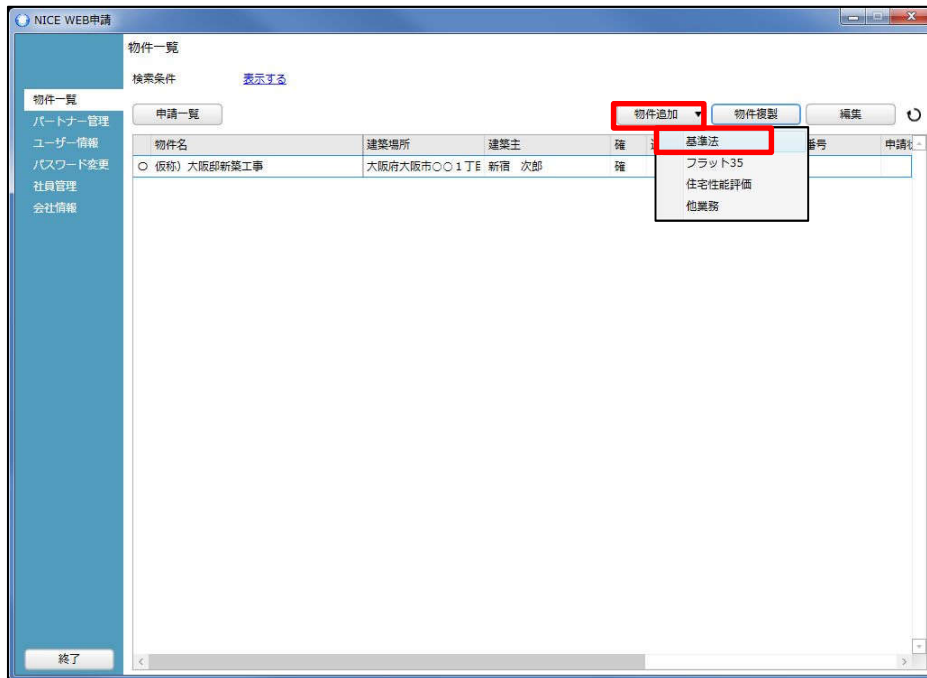 NICE WEB申請
物件一覧
検索条件 表示する
物件一覧
パートナー管理
ユーザー情報
パスワード変更
社員管理
会社情報
申請一覧 物件追加 ▼ 物件複製 編集
物件名 建築場所 建築主 確 番号 申請
○ 仮称）大阪邸新築工事 大阪府大阪市○○１丁目 新宿 次郎 確
基準法
フラット35
住宅性能評価
他業務
終了